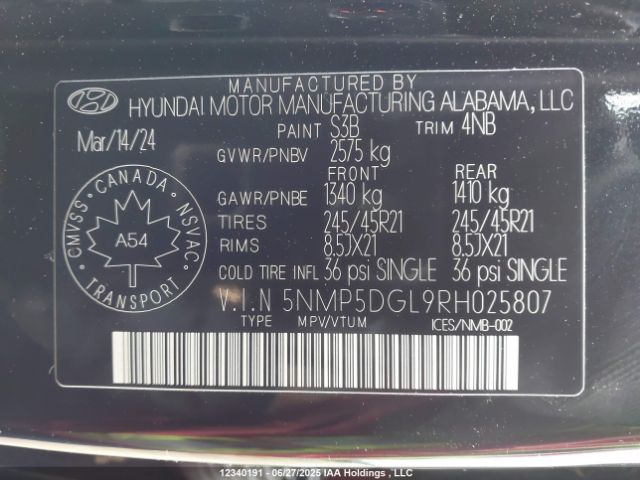 MANUFACTURED BY
HYUNDAI MOTOR MANUFACTURING ALABAMA, LLC
Mar/14/24
PAINT S3B TRIM 4NB
GVWR/PNBV 2575 kg
FRONT REAR
GAWR/PNBE 1340 kg 1410 kg
TIRES 245/45R21 245/45R21
RIMS 8.5JX21 8.5JX21
COLD TIRE INFL 36 psi SINGLE 36 psi SINGLE
V.I.N 5NMP5DGL9RH025807
TYPE MPV/VTUM ICES/NMB-002
CANADA
CMVSS
NSVAC
A54
TRANSPORT
12340191 - 06/27/2025 IAA Holdings , LLC